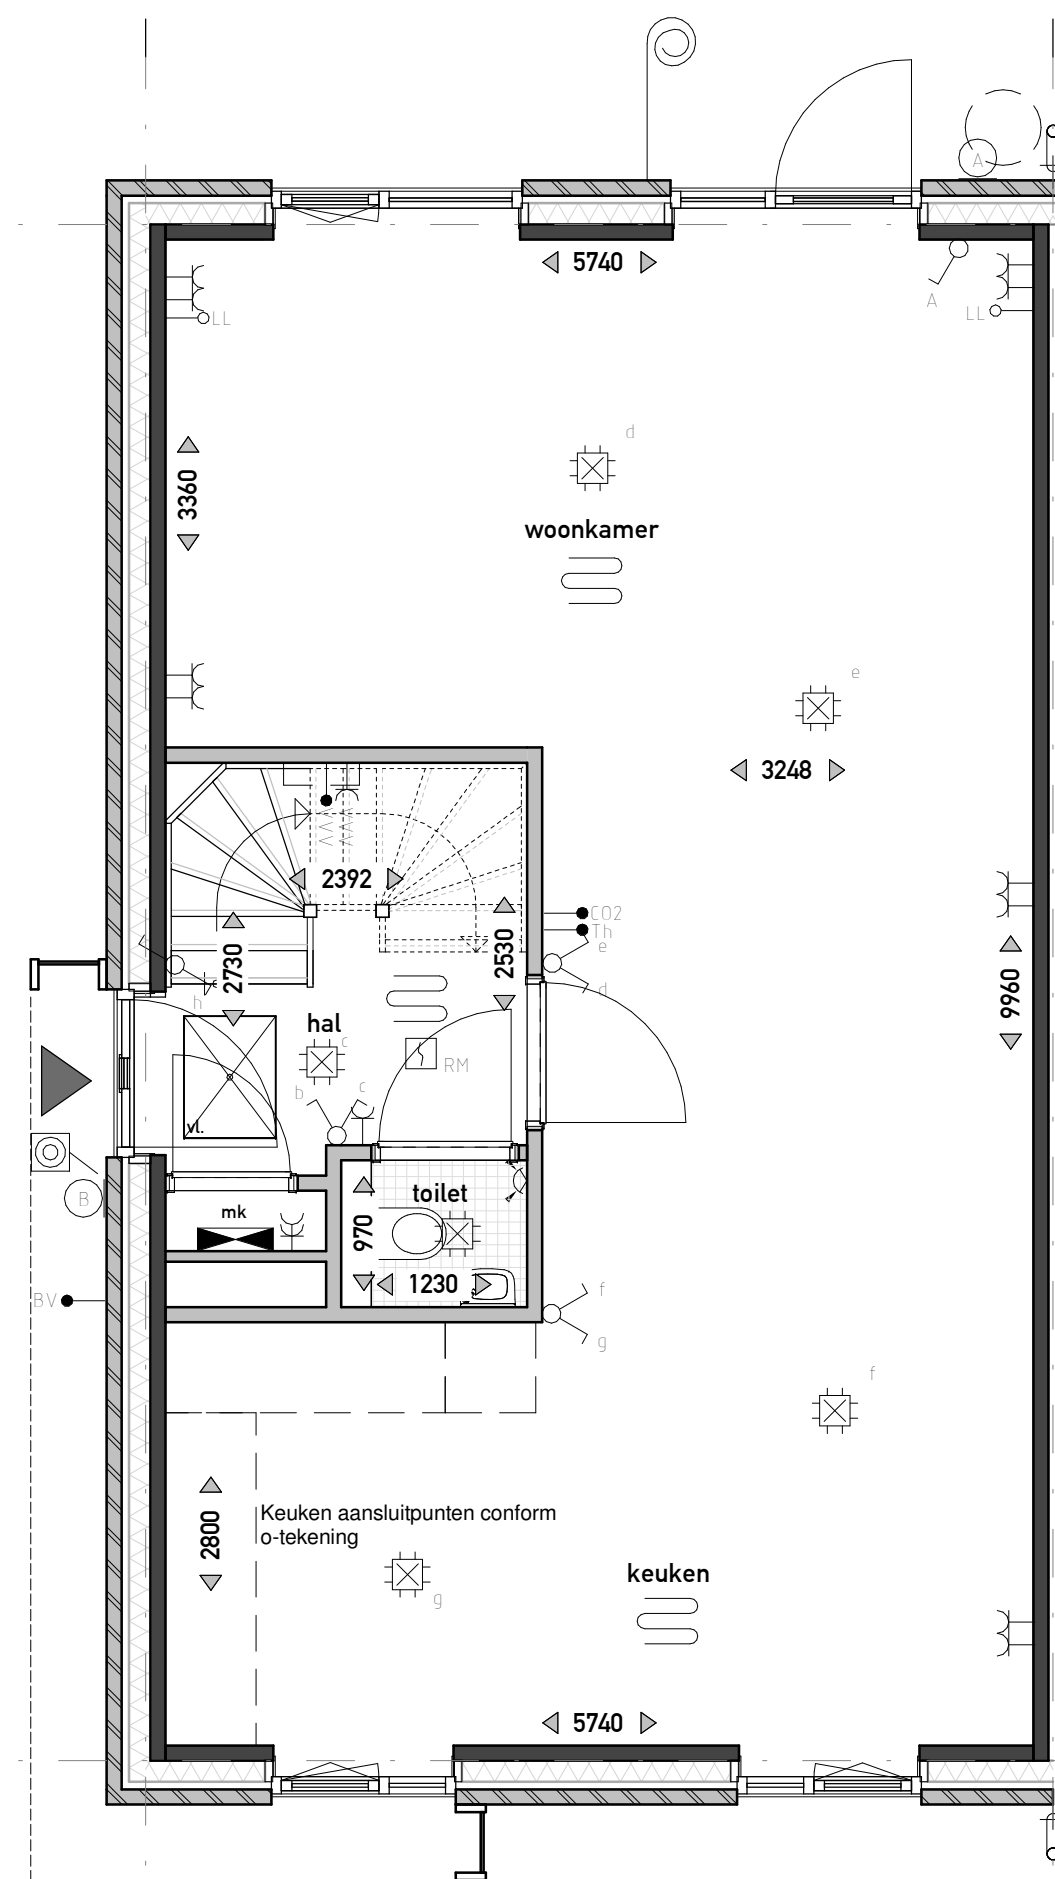 A
5740
A
LL
LL
d
3360
woonkamer
e
3248
2392
CO2
Th
e
d
2530
2730
h
9960
hal
c
RM
b
c
vl.
B
mk
toilet
970
1230
BV
f
g
f
2800
Keuken aansluitpunten conform
o-tekening
keuken
g
5740